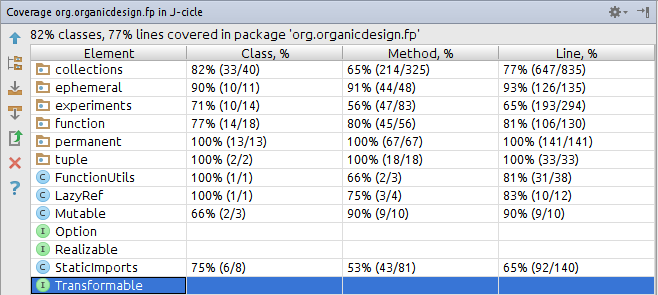 Coverage org.organicdesign.fp in J-cicle
82% classes, 77% lines covered in package 'org.organicdesign.fp'
Element Class, % Method, % Line, %
collections 82% (33/40) 65% (214/325) 77% (647/835)
ephemeral 90% (10/11) 91% (44/48) 93% (126/135)
experiments 71% (10/14) 56% (47/83) 65% (193/294)
function 77% (14/18) 80% (45/56) 81% (106/130)
permanent 100% (13/13) 100% (67/67) 100% (141/141)
tuple 100% (2/2) 100% (18/18) 100% (33/33)
C FunctionUtils 100% (1/1) 66% (2/3) 81% (31/38)
C LazyRef 100% (1/1) 75% (3/4) 83% (10/12)
C Mutable 66% (2/3) 90% (9/10) 90% (9/10)
I Option
I Realizable
C StaticImports 75% (6/8) 53% (43/81) 65% (92/140)
I Transformable